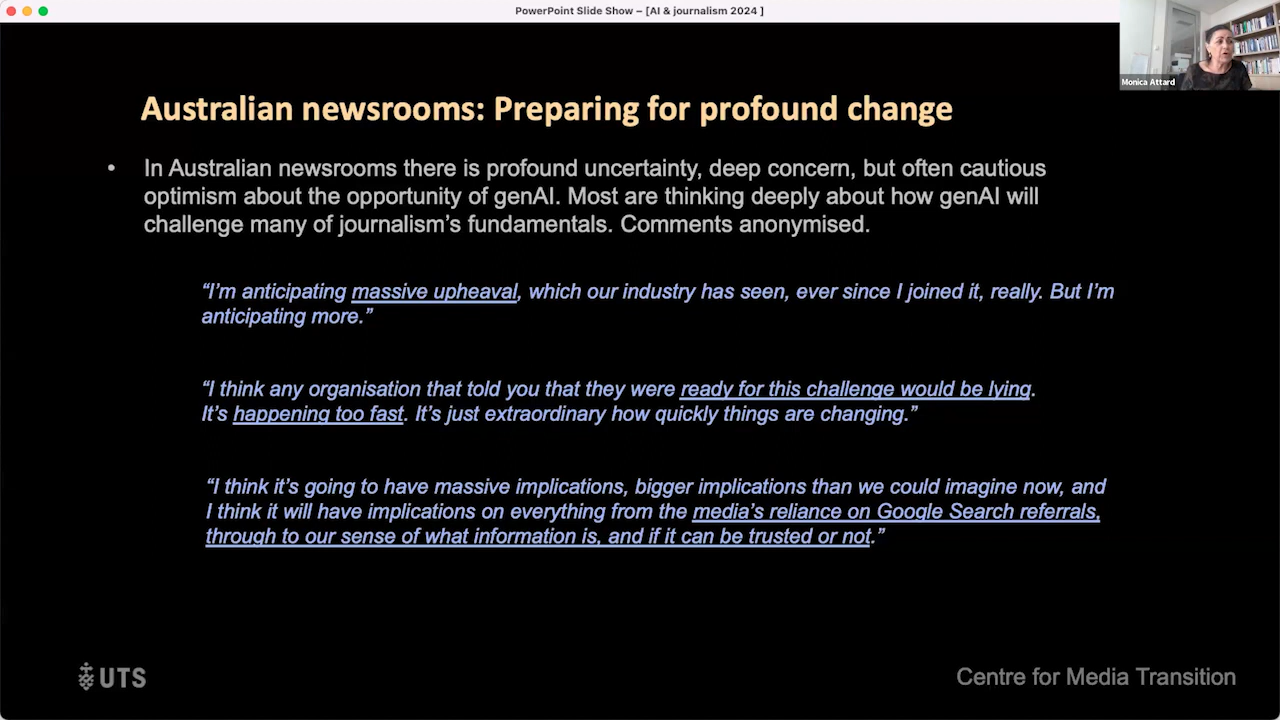 PowerPoint Slide Show – [AI & journalism 2024 ]
Monica Attard
Australian newsrooms: Preparing for profound change
• In Australian newsrooms there is profound uncertainty, deep concern, but often cautious
optimism about the opportunity of genAI. Most are thinking deeply about how genAI will
challenge many of journalism’s fundamentals. Comments anonymised.
“I’m anticipating massive upheaval, which our industry has seen, ever since I joined it, really. But I’m
anticipating more.”
“I think any organisation that told you that they were ready for this challenge would be lying.
It’s happening too fast. It’s just extraordinary how quickly things are changing.”
“I think it’s going to have massive implications, bigger implications than we could imagine now, and
I think it will have implications on everything from the media’s reliance on Google Search referrals,
through to our sense of what information is, and if it can be trusted or not.”
UTS
Centre for Media Transition